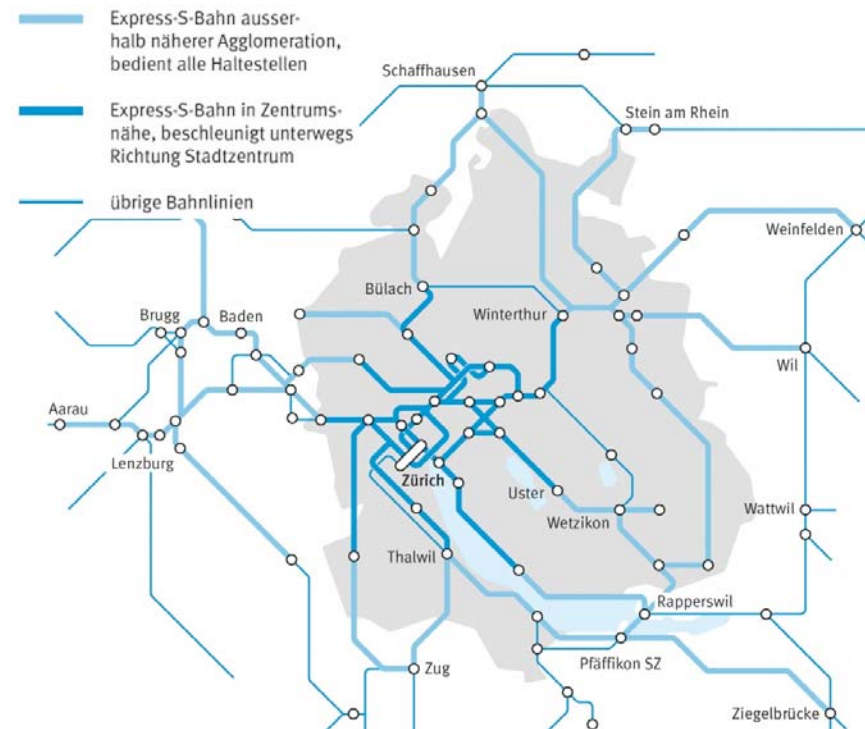 Express-S-Bahn ausser-
halb näherer Agglomeration,
bedient alle Haltestellen
Express-S-Bahn in Zentrums-
nähe, beschleunigt unterwegs
Richtung Stadtzentrum
übrige Bahnlinien
Schaffhausen
Stein am Rhein
Weinfelden
Bülach
Winterthur
Brugg
Baden
Wil
Aarau
Lenzburg
Zürich
Uster
Wetzikon
Wattwil
Thalwil
Rapperswil
Zug
Pfäffikon SZ
Ziegelbrücke